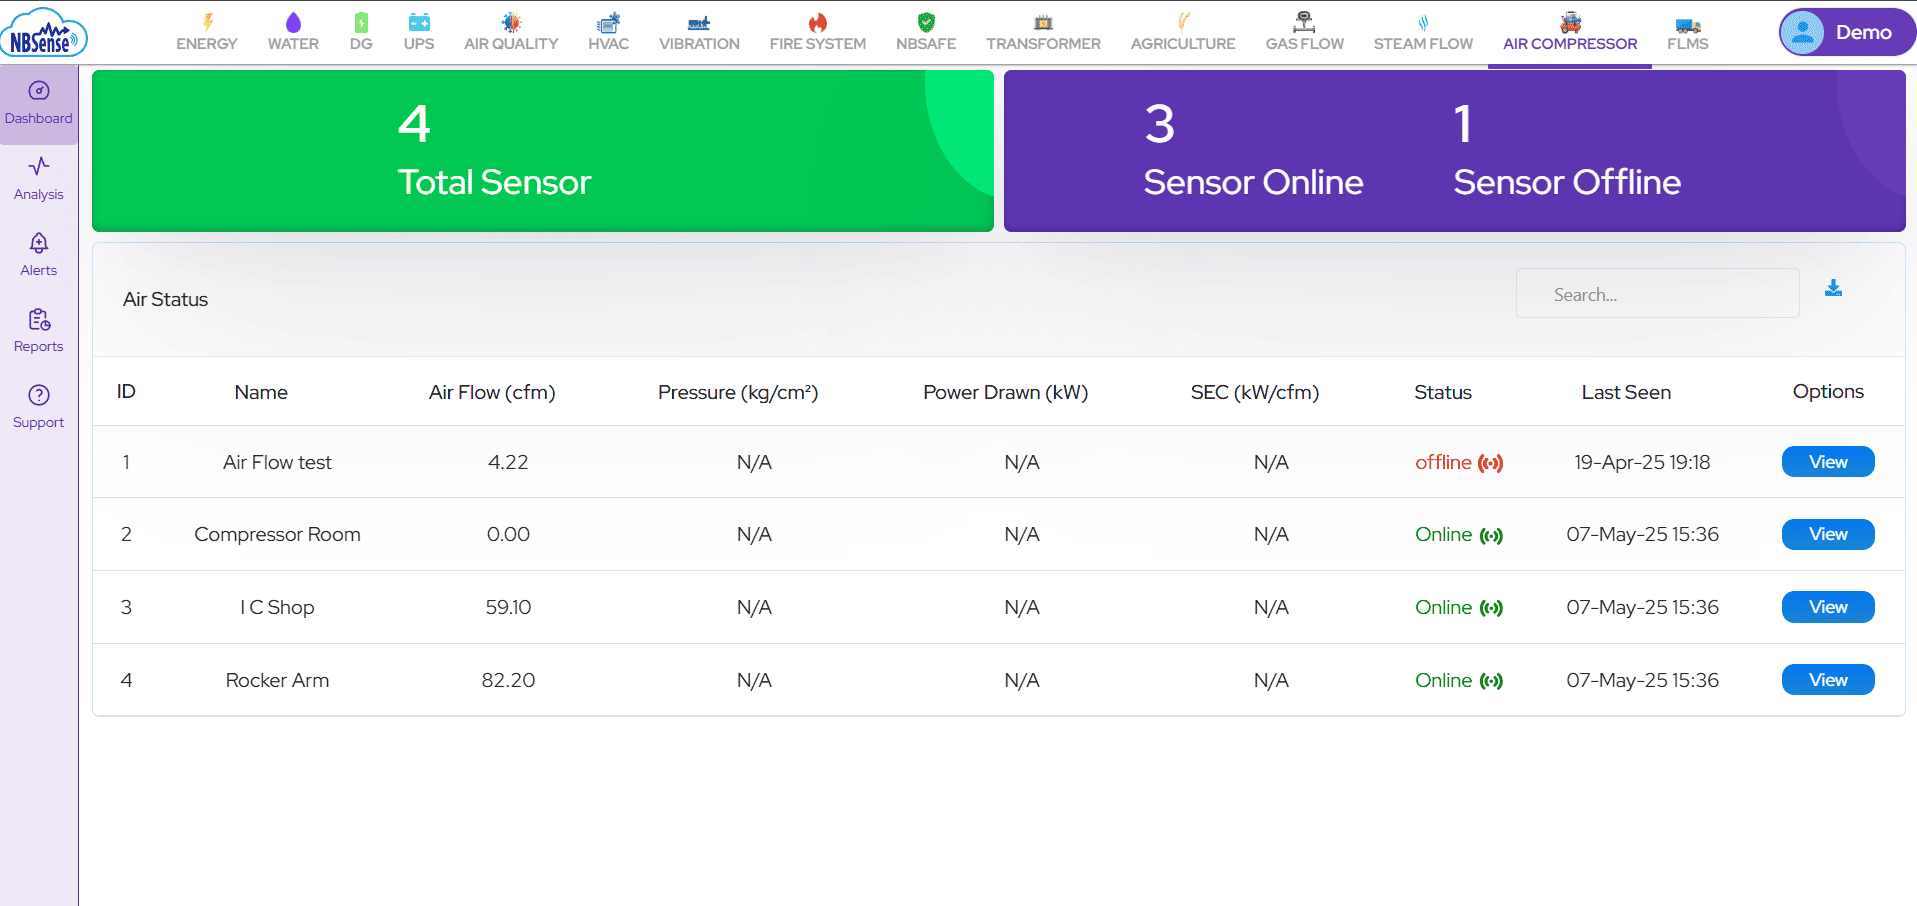 NBSense
ENERGY WATER DG UPS AIR QUALITY HVAC VIBRATION FIRE SYSTEM NBSAFE TRANSFORMER AGRICULTURE GAS FLOW STEAM FLOW AIR COMPRESSOR FLMS
Demo
Dashboard
Analysis
Alerts
Reports
Support
4
Total Sensor
3
Sensor Online
1
Sensor Offline
Air Status
Search...
ID Name Air Flow (cfm) Pressure (kg/cm²) Power Drawn (kW) SEC (kW/cfm) Status Last Seen Options
1 Air Flow test 4.22 N/A N/A N/A offline 19-Apr-25 19:18 View
2 Compressor Room 0.00 N/A N/A N/A Online 07-May-25 15:36 View
3 I C Shop 59.10 N/A N/A N/A Online 07-May-25 15:36 View
4 Rocker Arm 82.20 N/A N/A N/A Online 07-May-25 15:36 View